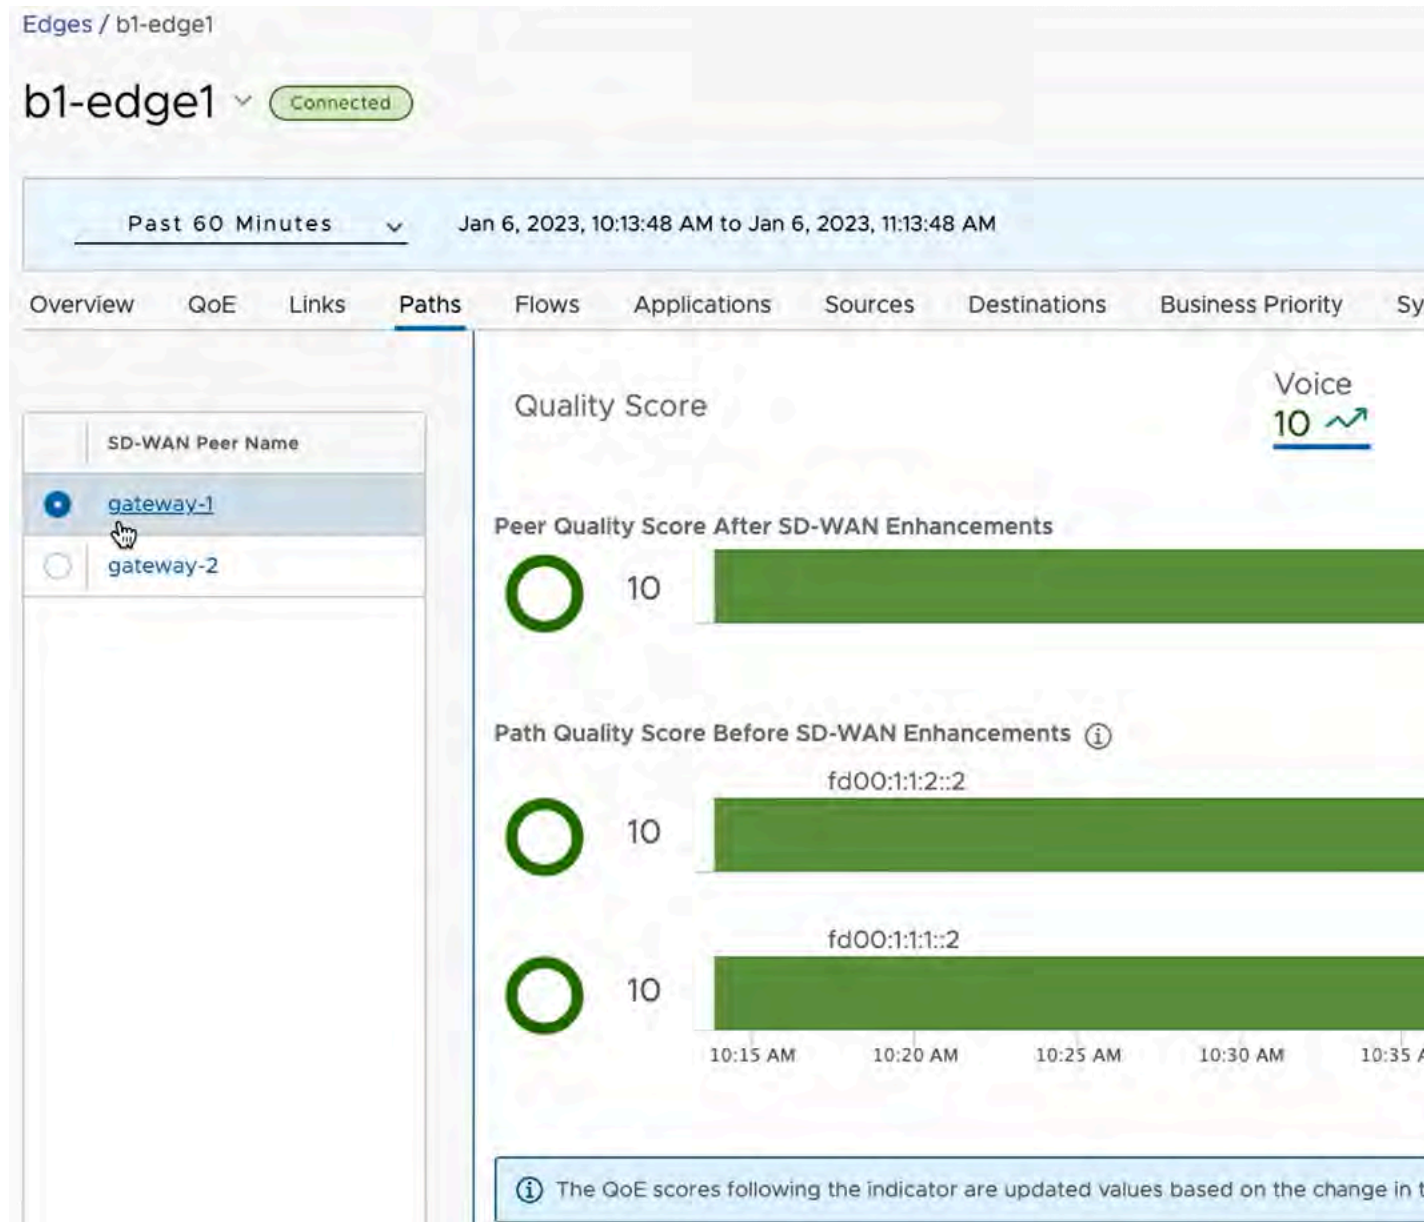 Edges / b1-edge1
b1-edge1 Connected
Past 60 Minutes Jan 6, 2023, 10:13:48 AM to Jan 6, 2023, 11:13:48 AM
Overview QoE Links Paths Flows Applications Sources Destinations Business Priority Sy
Quality Score
Voice
10
SD-WAN Peer Name
gateway-1
gateway-2
Peer Quality Score After SD-WAN Enhancements
10
Path Quality Score Before SD-WAN Enhancements
fd00:1:1:2::2
10
fd00:1:1:1::2
10
10:15 AM 10:20 AM 10:25 AM 10:30 AM 10:35 A
The QoE scores following the indicator are updated values based on the change in t